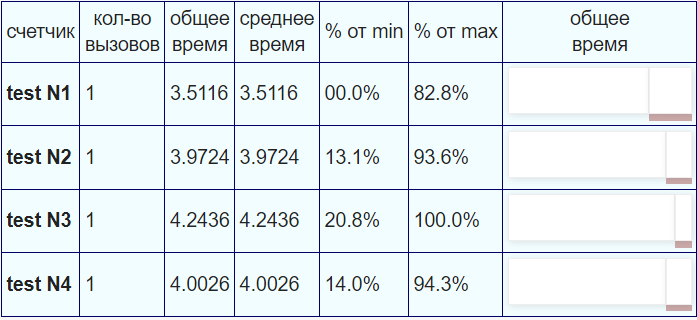 счетчик кол-во вызовов общее время среднее время % от min % от max общее время
test N1 1 3.5116 3.5116 00.0% 82.8%
test N2 1 3.9724 3.9724 13.1% 93.6%
test N3 1 4.2436 4.2436 20.8% 100.0%
test N4 1 4.0026 4.0026 14.0% 94.3%